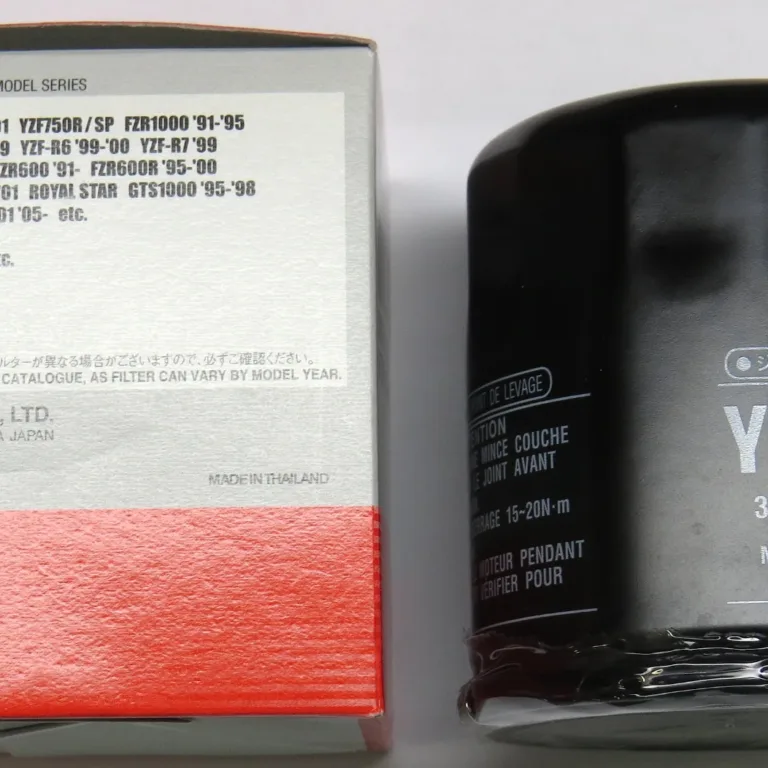 MODEL SERIES
01 YZF750R/SP FZR1000 '91-'95
9 YZF-R6 '99-'00 YZF-R7 '99
ZR600 '91- FZR600R '95-'00
'01 ROYAL STAR GTS1000 '95-'98
01 '05- etc.
tc.
ルターが異なる場合がございますので、必ずご確認ください。
CATALOGUE, AS FILTER CAN VARY BY MODEL YEAR.
, LTD.
A JAPAN
MADE IN THAILAND
NT DE LEVAGE
ENTION
E MINCE COUCHE
E JOINT AVANT
RAGE 15~20N·m
MOTEUR PENDANT
VÉRIFIER POUR
Y
3